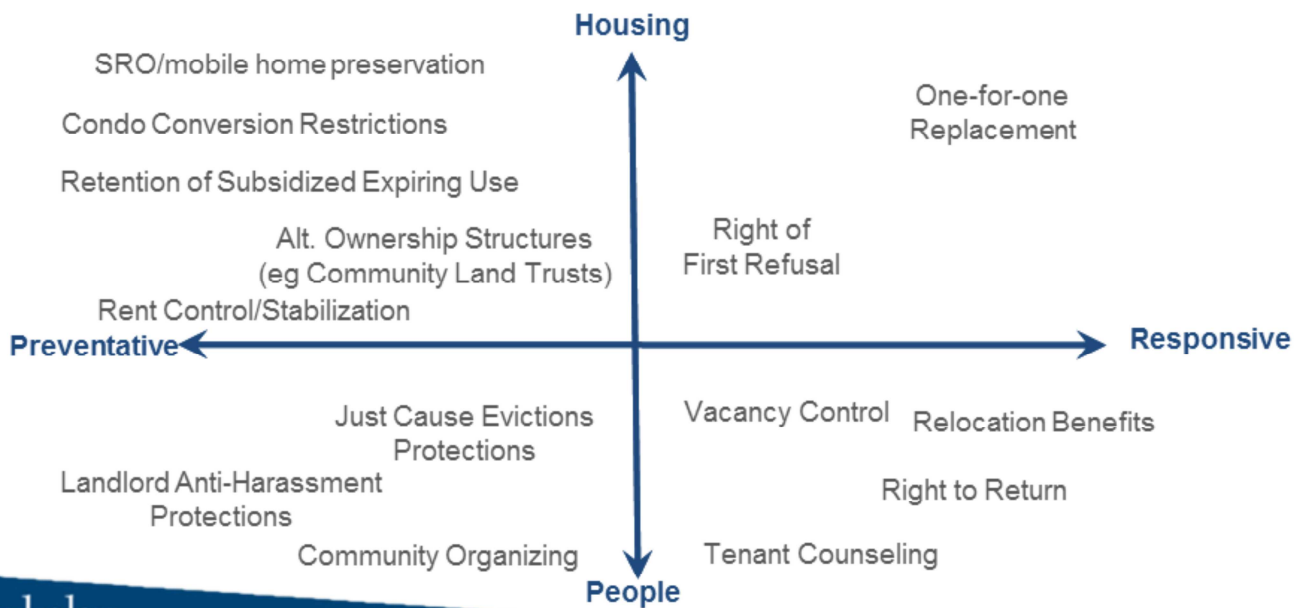 Housing
SRO/mobile home preservation
One-for-one
Replacement
Condo Conversion Restrictions
Retention of Subsidized Expiring Use
Alt. Ownership Structures
(eg Community Land Trusts)
Right of
First Refusal
Rent Control/Stabilization
Preventative
Responsive
Just Cause Evictions
Protections
Vacancy Control
Relocation Benefits
Landlord Anti-Harassment
Protections
Right to Return
Community Organizing
Tenant Counseling
People